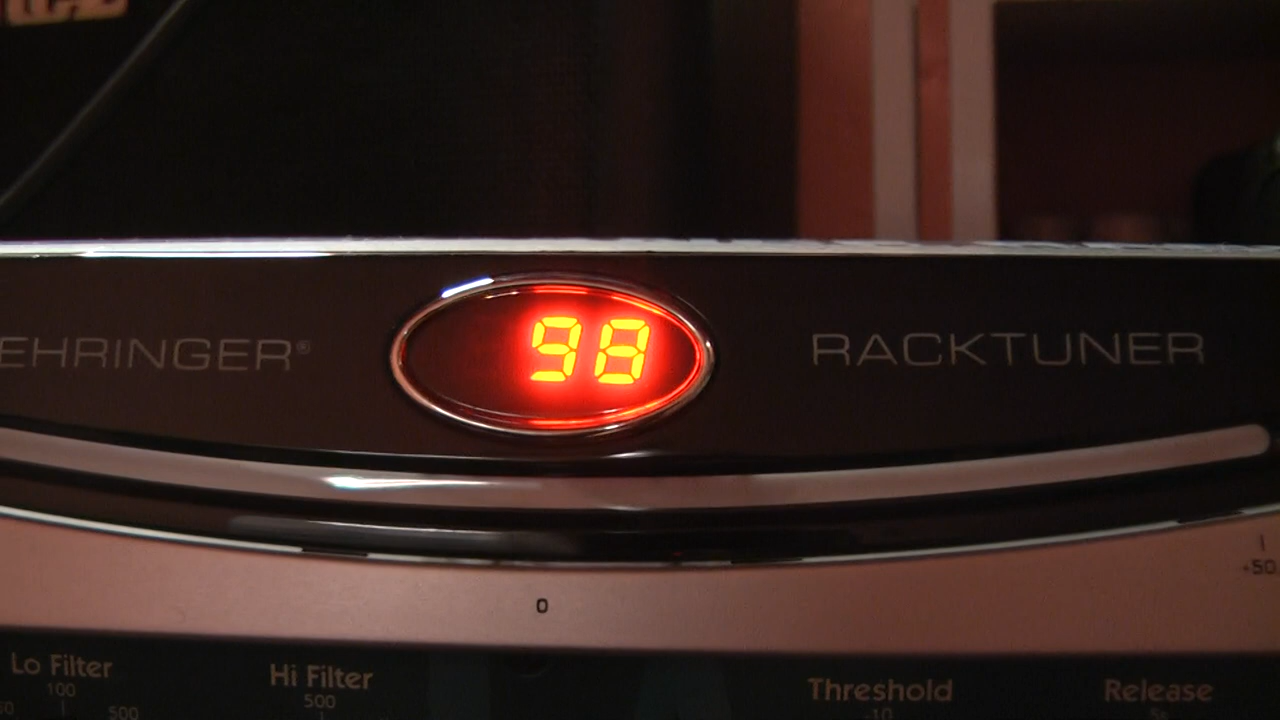 EHRINGER®
98
RACKTUNER
0
+50
Lo Filter
100
500
Hi Filter
500
Threshold
-10
Release